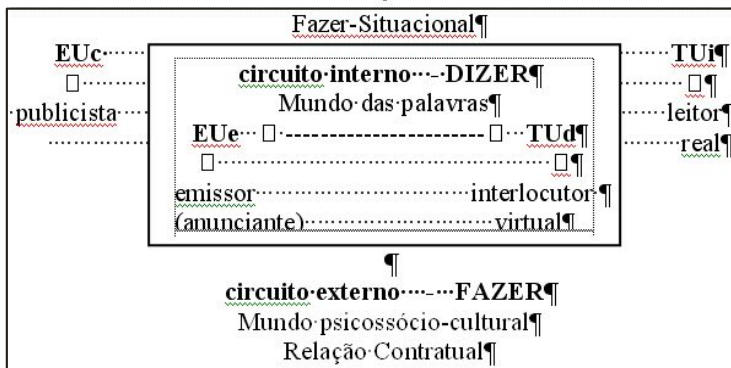 Fazer-Situacional¶
EUc TUi¶
circuito interno - DIZER¶
Mundo das palavras¶
publicista leitor
EUe ---------------------- TUd¶
real¶
emissor interlocutor¶
(anunciante) virtual¶
¶
circuito externo - FAZER¶
Mundo psicossócio-cultural¶
Relação Contratual¶